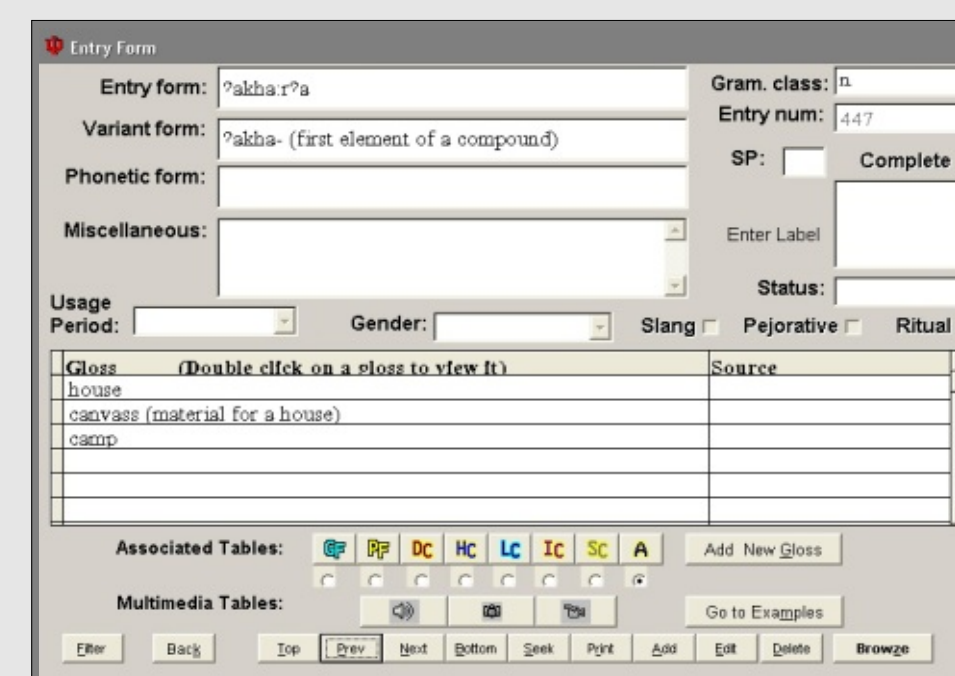 Entry Form
Entry form: ?akha:r?a
Gram. class: n
Entry num: 447
Variant form: ?akha- (first element of a compound)
SP: Complete
Phonetic form:
Miscellaneous:
Enter Label
Status:
Usage
Period:
Gender:
Slang Pejorative Ritual
Gloss (Double click on a gloss to view it) Source
house
canvass (material for a house)
camp
Associated Tables: GF PF DC HC LC IC SC A Add New Gloss
Multimedia Tables: Go to Examples
Filter Back Top Prev Next Bottom Seek Print Add Edit Delete Browze